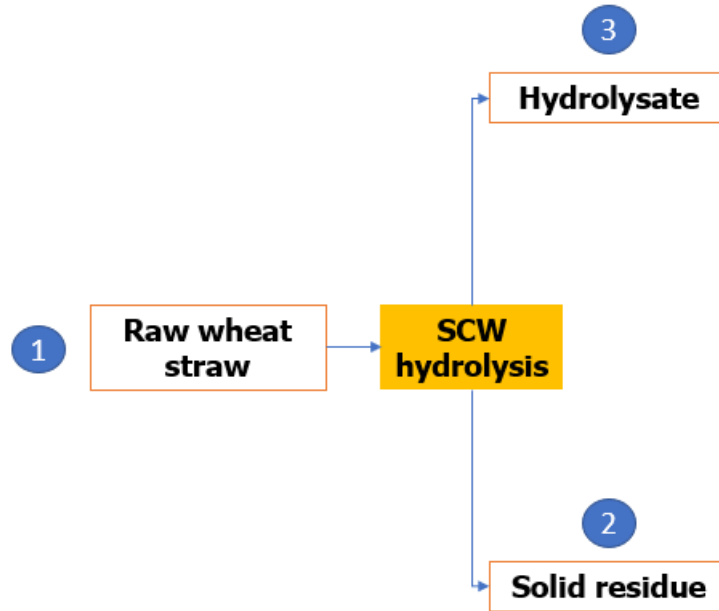 3
Hydrolysate
1
Raw wheat
straw
SCW
hydrolysis
2
Solid residue